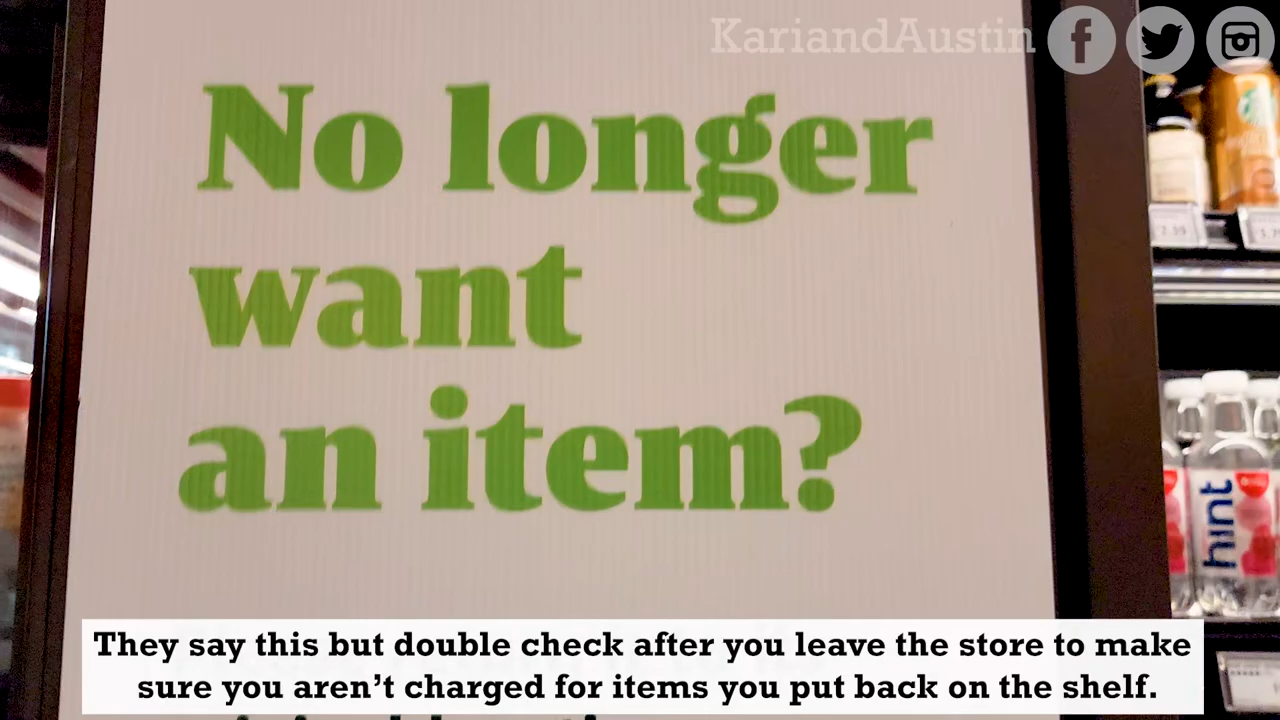 KariandAustin
No longer
want
an item?
They say this but double check after you leave the store to make
sure you aren't charged for items you put back on the shelf.
hint